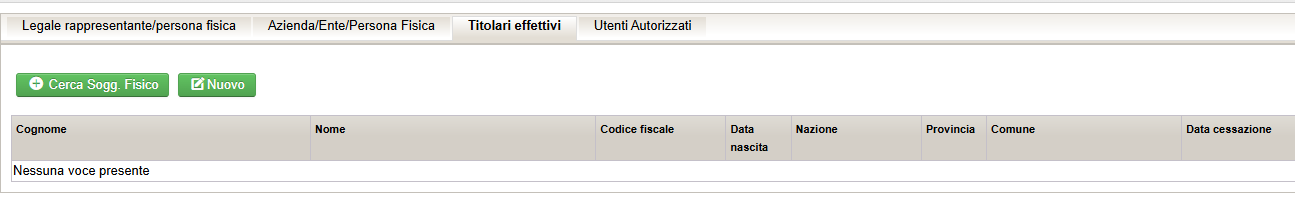 Legale rappresentante/persona fisica Azienda/Ente/Persona Fisica Titolari effettivi Utenti Autorizzati
Cerca Sogg. Fisico Nuovo
Cognome Nome Codice fiscale Data nascita Nazione Provincia Comune Data cessazione
Nessuna voce presente